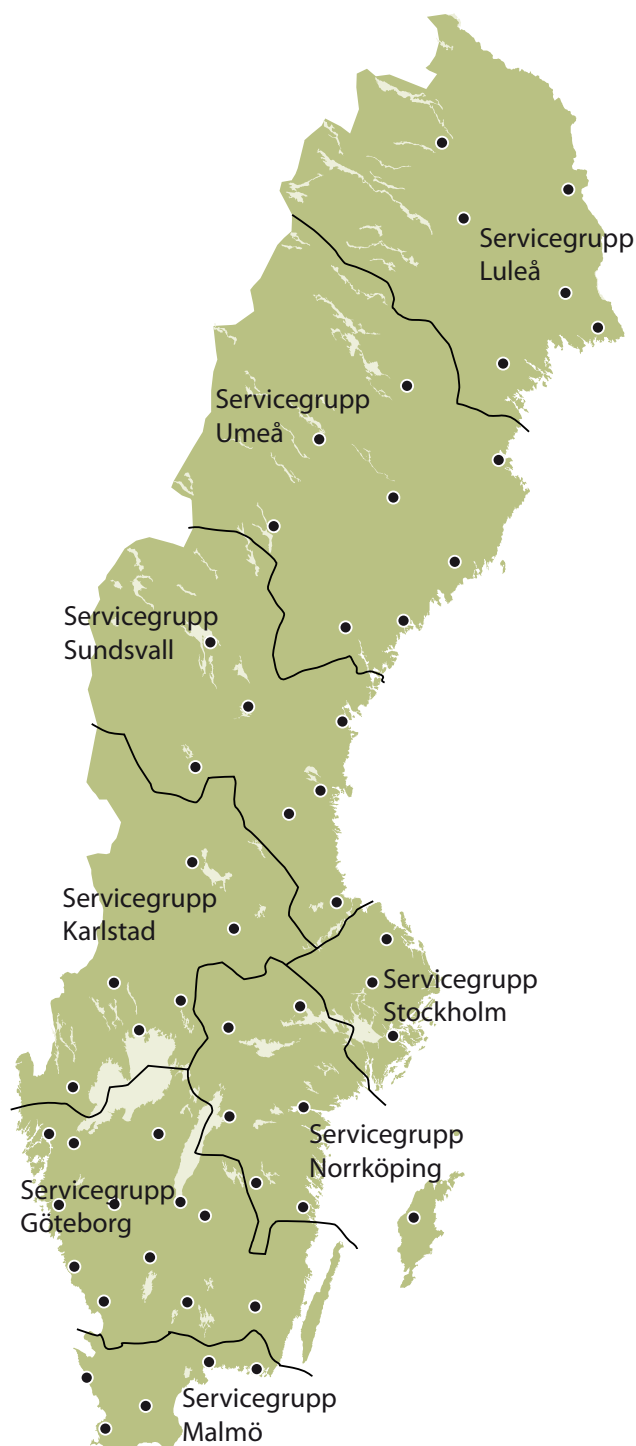 Servicegrupp
Luleå
Servicegrupp
Umeå
Servicegrupp
Sundsvall
Servicegrupp
Karlstad
Servicegrupp
Stockholm
Servicegrupp
Norrköping
Servicegrupp
Göteborg
Servicegrupp
Malmö